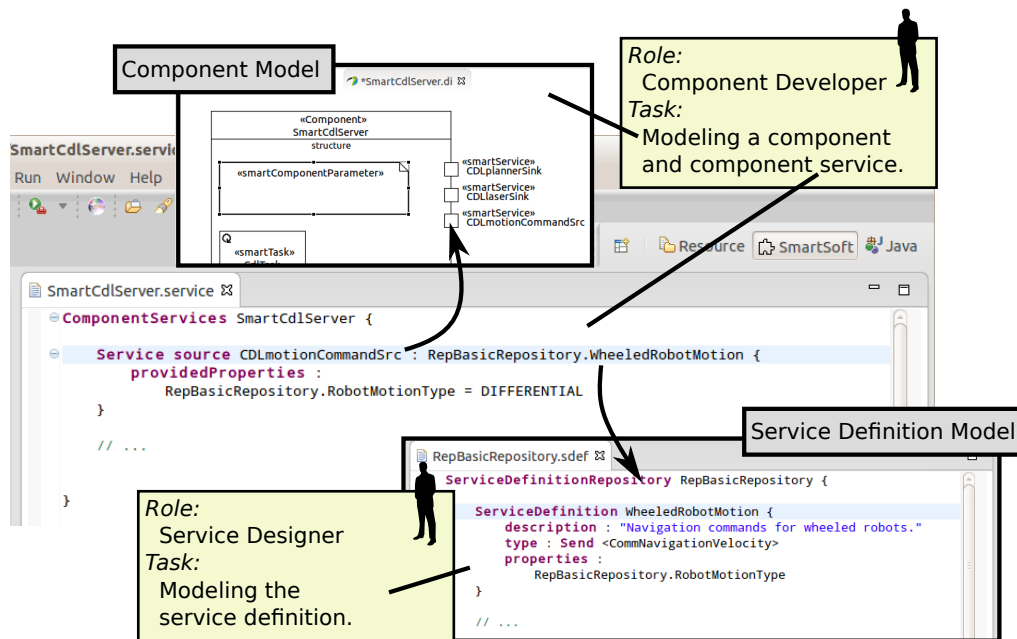 Component Model
*SmartCdlServer.di
«Component»
SmartCdlServer
structure
«smartComponentParameter»
«smartService»
CDLplannerSink
«smartService»
CDLlaserSink
«smartService»
CDLmotionCommandSrc
«smartTask»
Role:
Component Developer
Task:
Modeling a component
and component service.
Run Window Help
Resource SmartSoft Java
SmartCdlServer.service
ComponentServices SmartCdlServer {
Service source CDLmotionCommandSrc : RepBasicRepository.WheeledRobotMotion {
providedProperties :
RepBasicRepository.RobotMotionType = DIFFERENTIAL
}
// ...
}
Service Definition Model
RepBasicRepository.sdef
ServiceDefinitionRepository RepBasicRepository {
ServiceDefinition WheeledRobotMotion {
description : "Navigation commands for wheeled robots."
type : Send <CommNavigationVelocity>
properties :
RepBasicRepository.RobotMotionType
}
// ...
Role:
Service Designer
Task:
Modeling the
service definition.